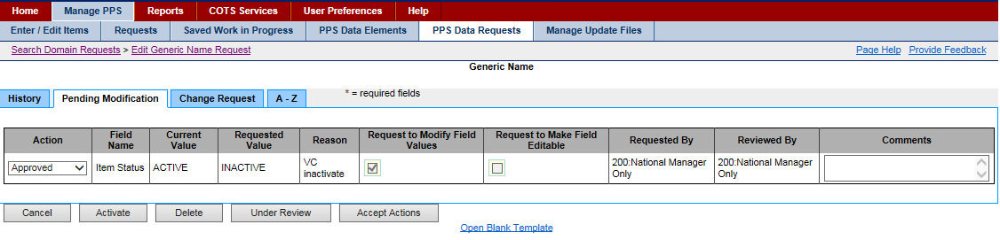 Home Manage PPS Reports COTS Services User Preferences Help
Enter / Edit Items Requests Saved Work in Progress PPS Data Elements PPS Data Requests Manage Update Files
Search Domain Requests > Edit Generic Name Request Page Help Provide Feedback
Generic Name
History Pending Modification Change Request A - Z * = required fields
Action Field Name Current Value Requested Value Reason Request to Modify Field Values Request to Make Field Editable Requested By Reviewed By Comments
Approved Item Status ACTIVE INACTIVE VC inactivate 200:National Manager Only 200:National Manager Only
Cancel Activate Delete Under Review Accept Actions
Open Blank Template